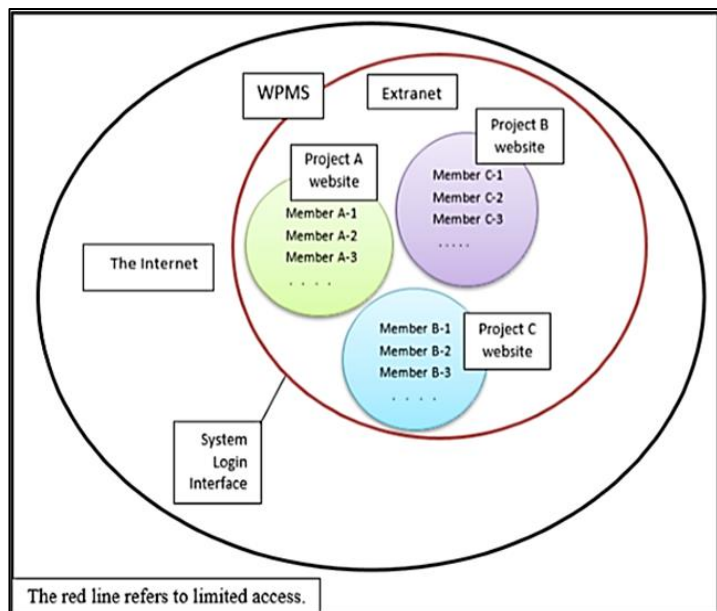 WPMS
Extranet
Project B
website
Project A
website
Member C-1
Member C-2
Member C-3
.....
Member A-1
Member A-2
Member A-3
. . . .
The Internet
Member B-1
Member B-2
Member B-3
. . . .
Project C
website
System
Login
Interface
The red line refers to limited access.